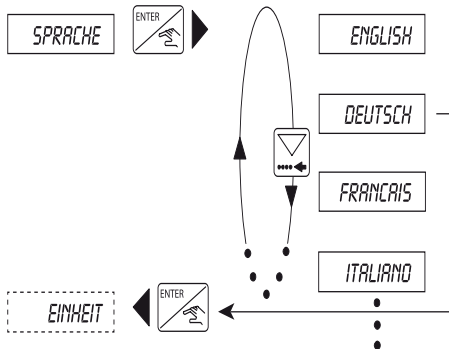 SPRACHE
ENTER
ENGLISH
DEUTSCH
FRANCAIS
ITALIANO
EINHEIT
ENTER